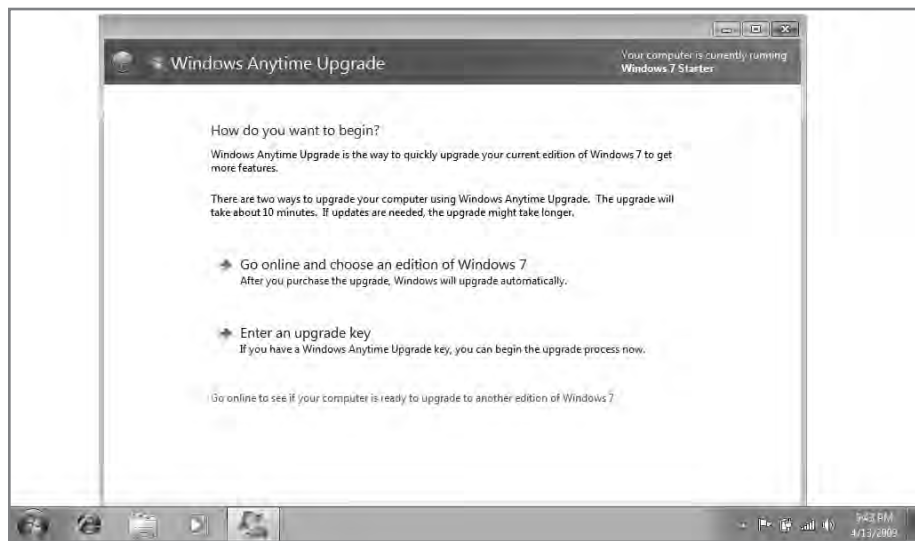 Windows Anytime Upgrade
Your computer is currently running
Windows 7 Starter
How do you want to begin?
Windows Anytime Upgrade is the way to quickly upgrade your current edition of Windows 7 to get
more features.
There are two ways to upgrade your computer using Windows Anytime Upgrade. The upgrade will
take about 10 minutes. If updates are needed, the upgrade might take longer.
Go online and choose an edition of Windows 7
After you purchase the upgrade, Windows will upgrade automatically.
Enter an upgrade key
If you have a Windows Anytime Upgrade key, you can begin the upgrade process now.
Go online to see if your computer is ready to upgrade to another edition of Windows 7
9:43 PM
4/13/2009